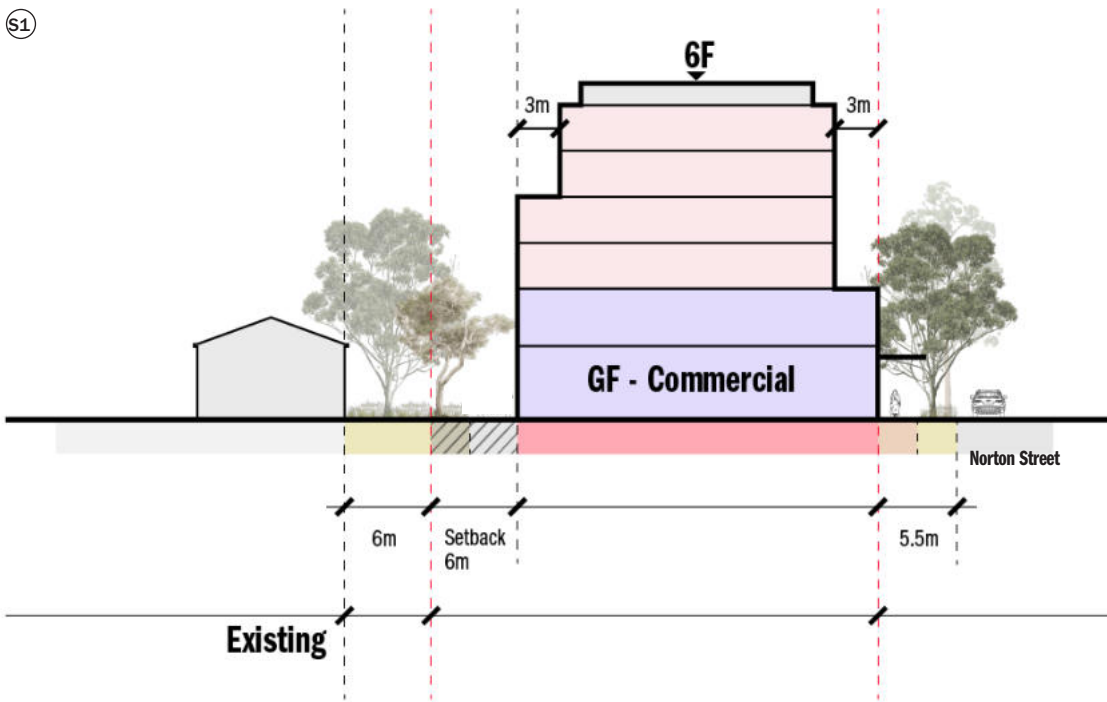 S1
6F
3m
3m
GF - Commercial
Norton Street
6m
Setback
6m
5.5m
Existing